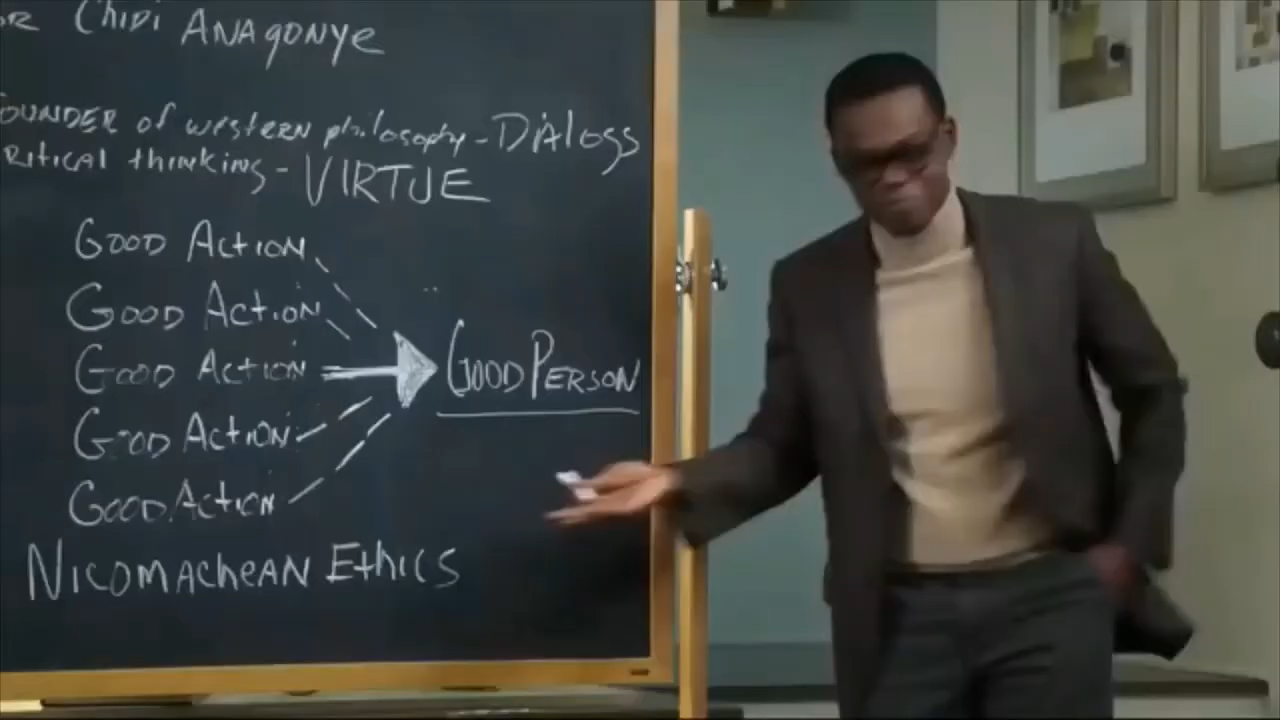 OR Chidi ANAGONYE
OUNDER of western philosophy - DiAlogs
RITICAL thinking - VIRTUE
GOOD ACTION
GOOD ACTION
GOOD ACTION GOOD PERSON
GOOD ACTION
GOOD ACTION
NICOMACHEAN EthiCS